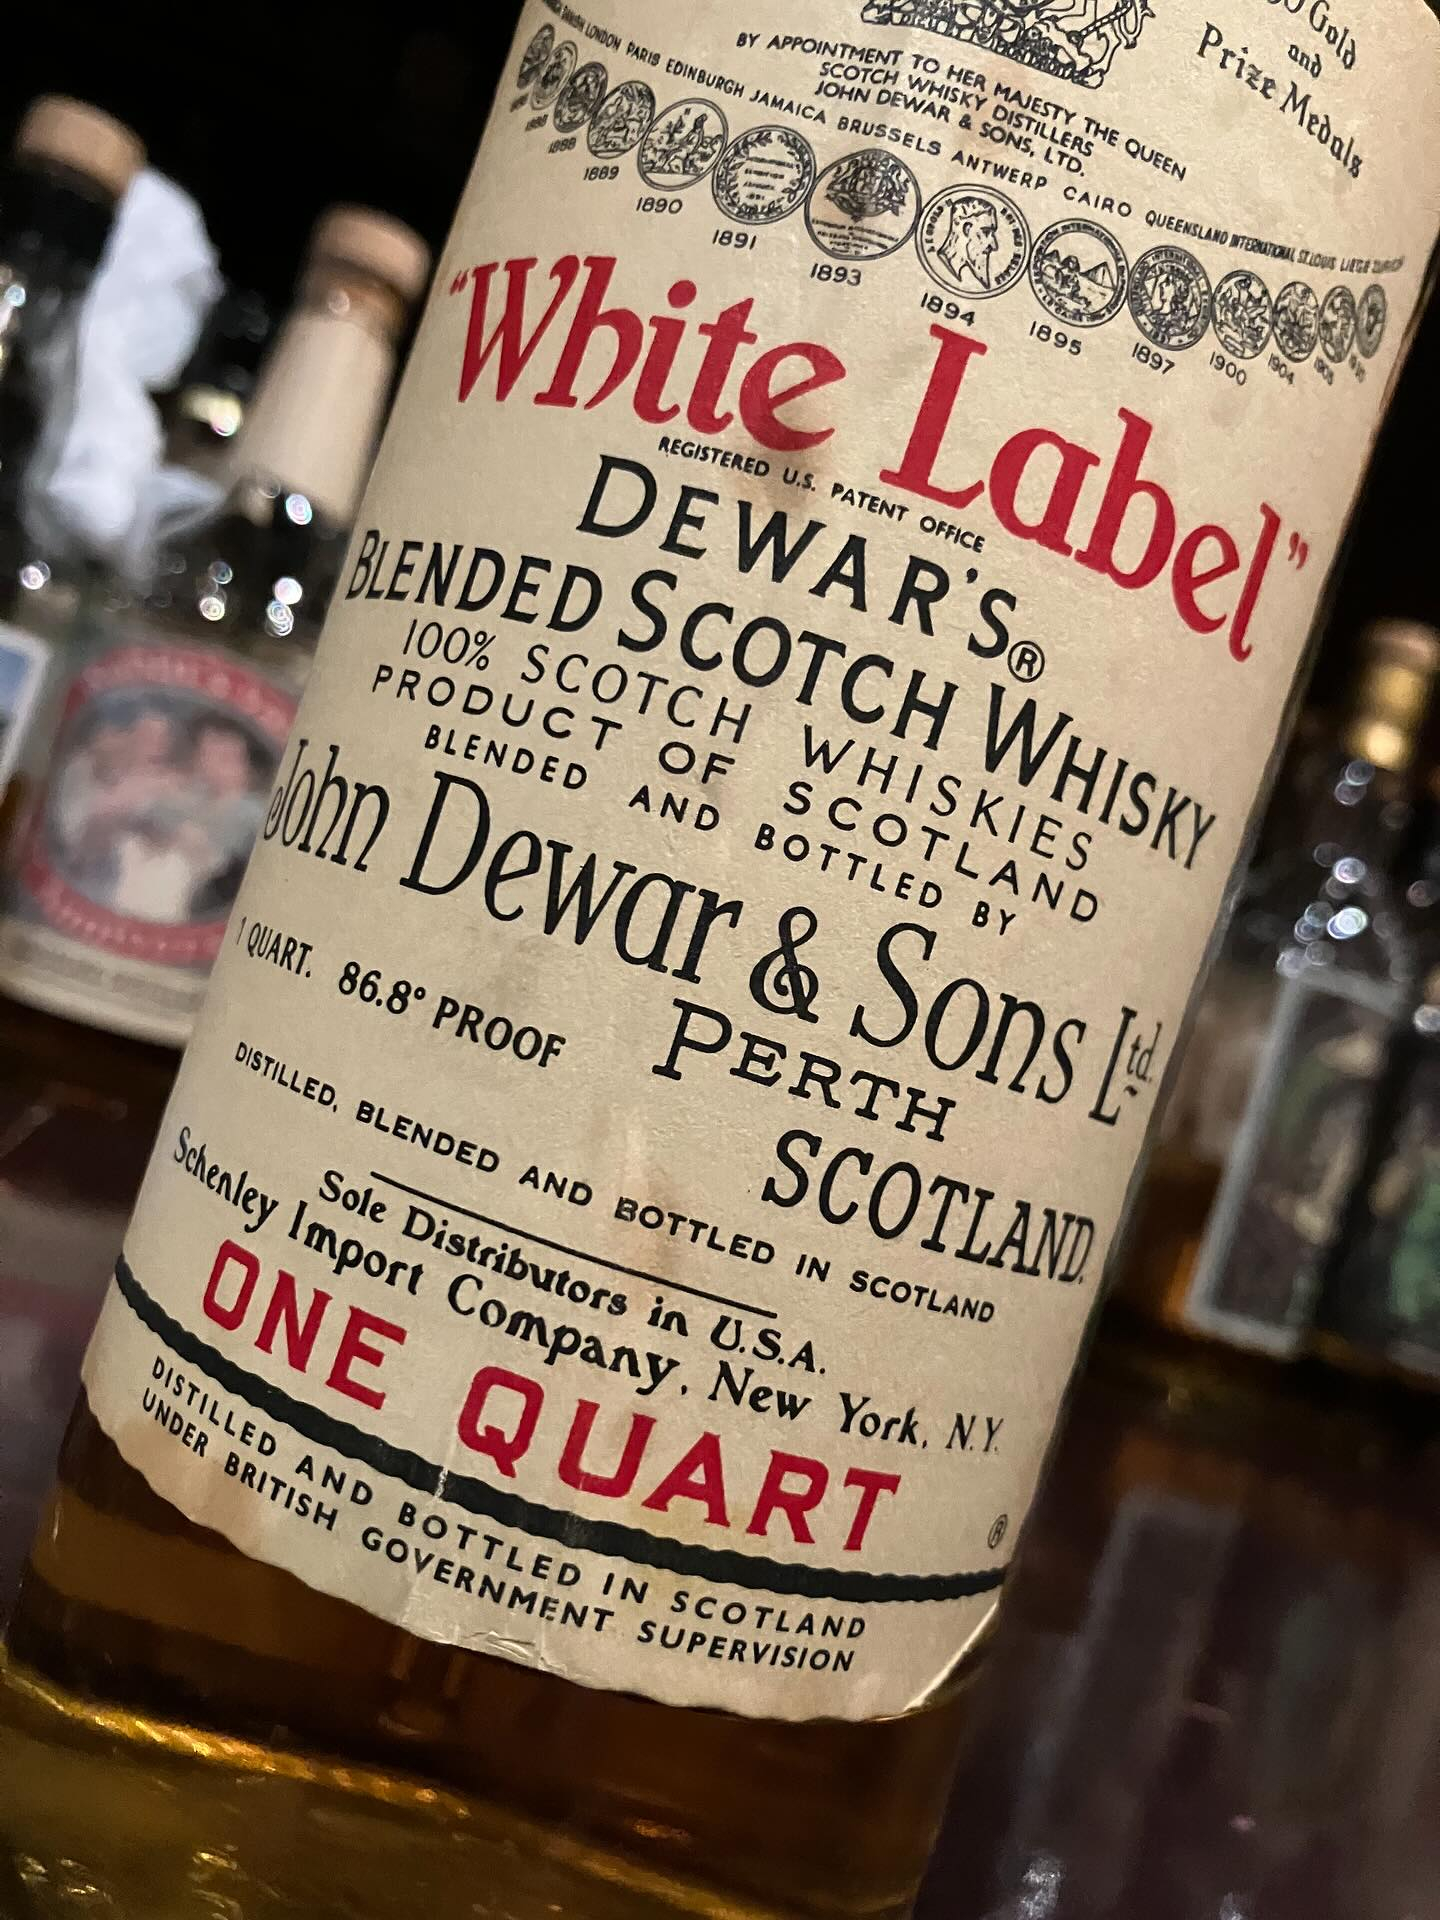 Gold
and
Prize Medals
BY APPOINTMENT TO HER MAJESTY THE QUEEN
SCOTCH WHISKY DISTILLERS
JOHN DEWAR & SONS, LTD.
LONDON PARIS EDINBURGH JAMAICA BRUSSELS ANTWERP CAIRO QUEENSLAND INTERNATIONAL ST. LOUIS LIEGE
1888 1889 1890 1891 1893 1894 1895 1897 1900 1904 1905
"White Label"
REGISTERED U.S. PATENT OFFICE
DEWAR'S®
BLENDED SCOTCH WHISKY
100% SCOTCH WHISKIES
PRODUCT OF SCOTLAND
BLENDED AND BOTTLED BY
John Dewar & Sons Ltd.
1 QUART. 86.8° PROOF PERTH
SCOTLAND.
DISTILLED, BLENDED AND BOTTLED IN SCOTLAND
Sole Distributors in U.S.A.
Schenley Import Company, New York, N.Y.
ONE QUART
®
DISTILLED AND BOTTLED IN SCOTLAND
UNDER BRITISH GOVERNMENT SUPERVISION